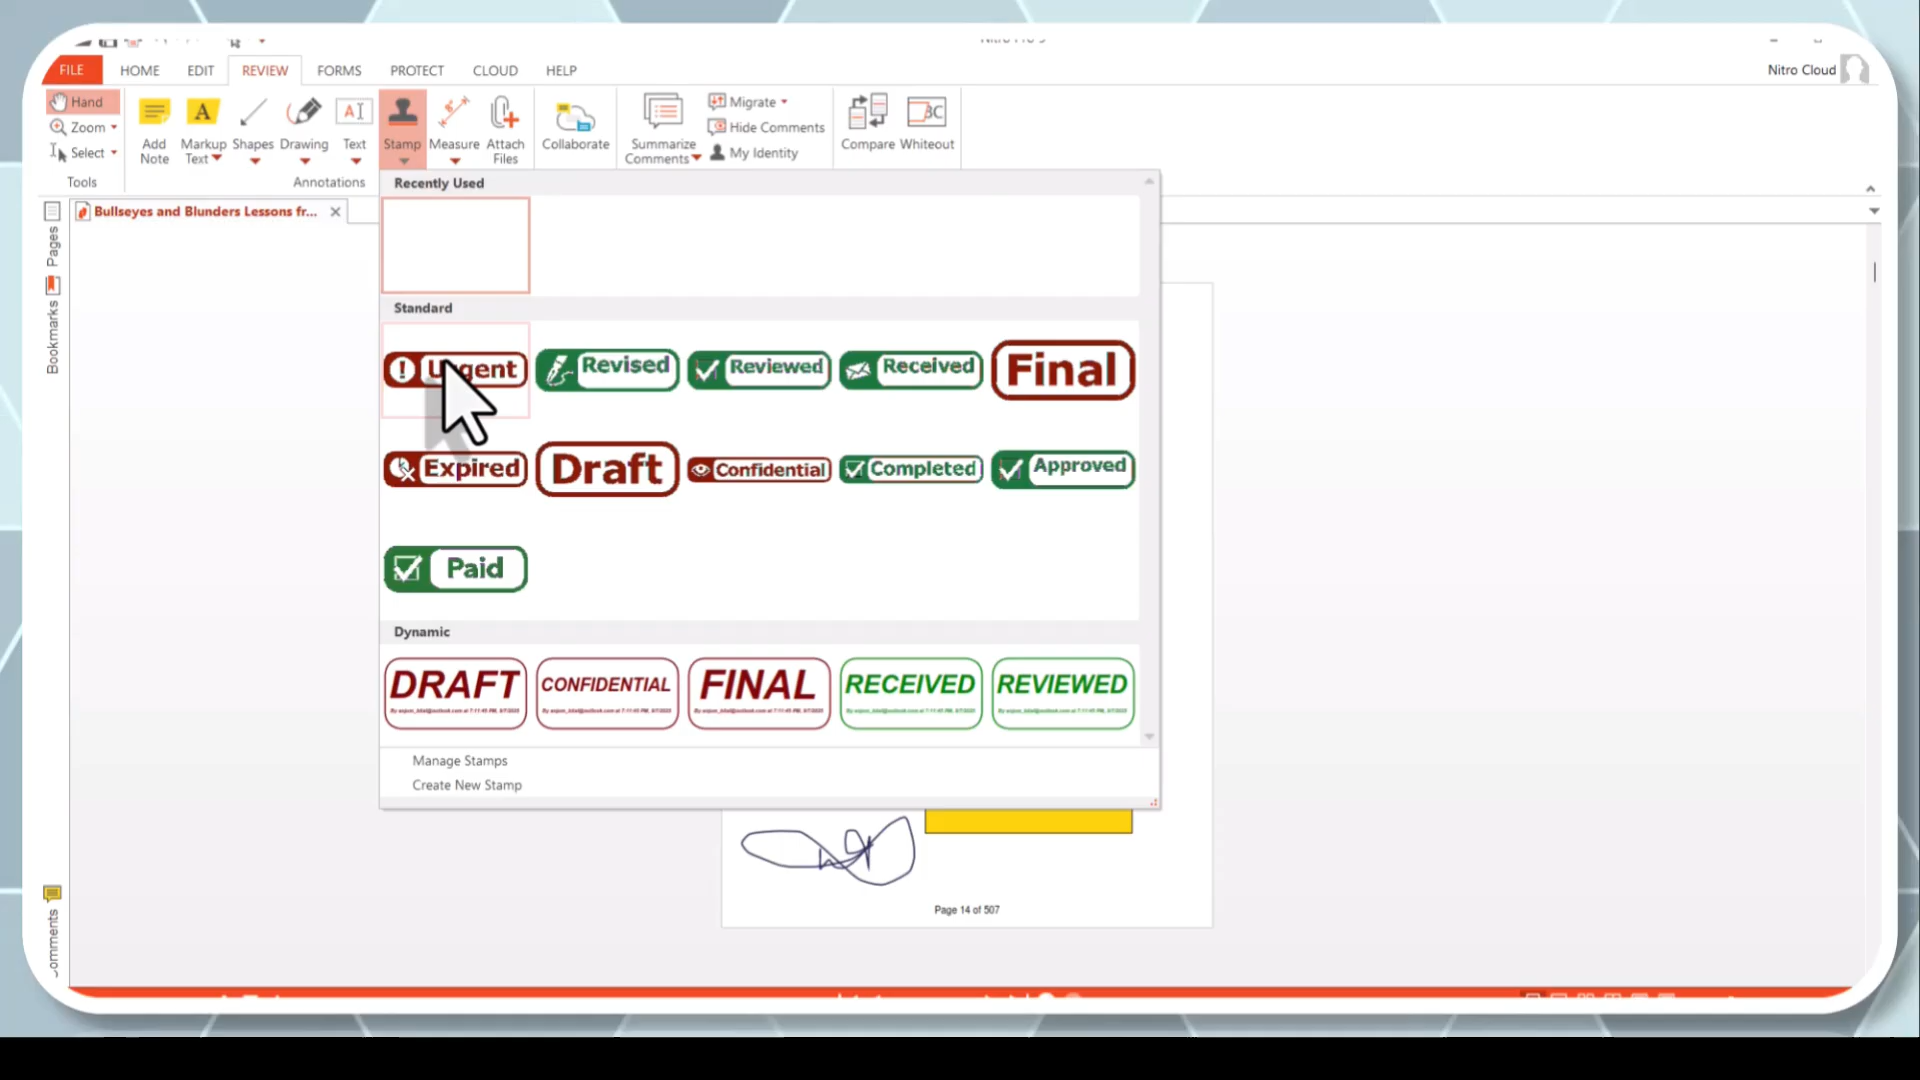 FILE HOME EDIT REVIEW FORMS PROTECT CLOUD HELP
Nitro Cloud
Hand
Zoom
Select
Tools
Add Note
Markup Text
Shapes
Drawing
Text
Stamp
Measure
Attach Files
Annotations
Collaborate
Summarize Comments
Migrate
Hide Comments
My Identity
Compare
Whiteout
Bullseyes and Blunders Lessons fr...
Pages
Bookmarks
Recently Used
Standard
Urgent Revised Reviewed Received Final
Expired Draft Confidential Completed Approved
Paid
Dynamic
DRAFT CONFIDENTIAL FINAL RECEIVED REVIEWED
Manage Stamps
Create New Stamp
Page 14 of 507